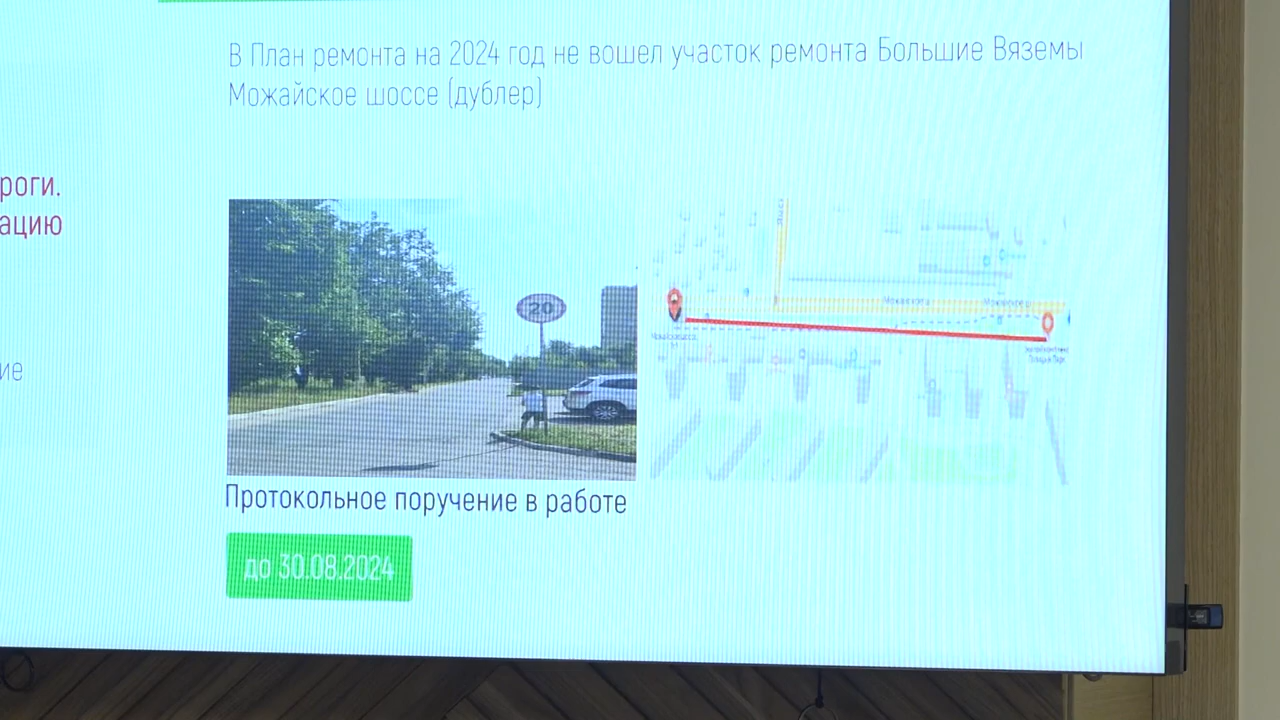 В План ремонта на 2024 год не вошел участок ремонта Большие Вяземы
Можайское шоссе (дублер)
роги.
ацию
ие
20
Можайское ш
Протокольное поручение в работе
до 30.08.2024